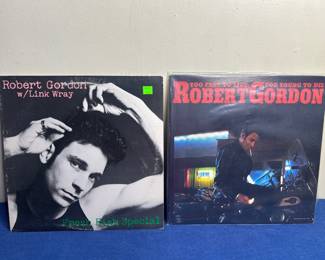 Robert Gordon
w/Link Wray
Fresh Fish Special
TOO FAST TO LIVE, TOO YOUNG TO DIE
ROBERT GORDON